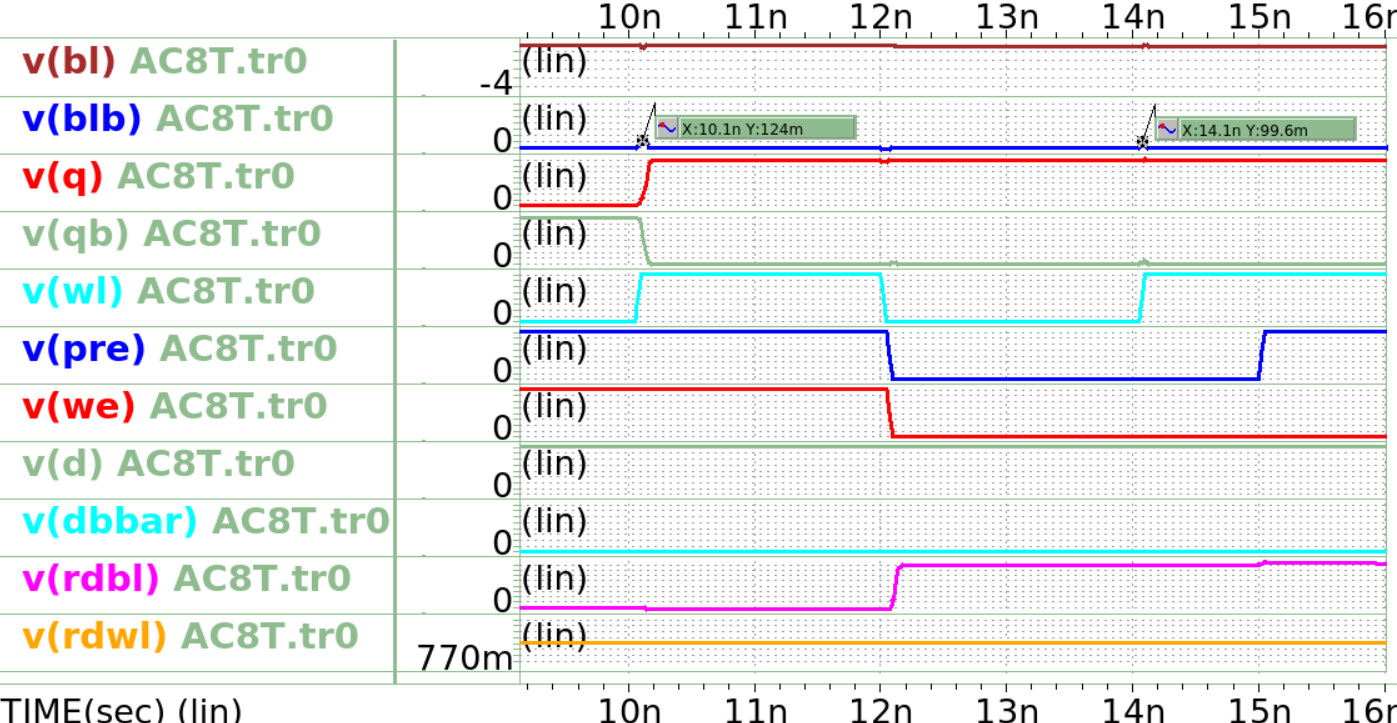 10n 11n 12n 13n 14n 15n 16n
v(bl) AC8T.tr0 -4 (lin)
v(blb) AC8T.tr0 0 (lin) X:10.1n Y:124m X:14.1n Y:99.6m
v(q) AC8T.tr0 0 (lin)
v(qb) AC8T.tr0 0 (lin)
v(wl) AC8T.tr0 0 (lin)
v(pre) AC8T.tr0 0 (lin)
v(we) AC8T.tr0 0 (lin)
v(d) AC8T.tr0 0 (lin)
v(dbbar) AC8T.tr0 0 (lin)
v(rdbl) AC8T.tr0 0 (lin)
v(rdwl) AC8T.tr0 770m (lin)
TIME(sec) (lin) 10n 11n 12n 13n 14n 15n 16n